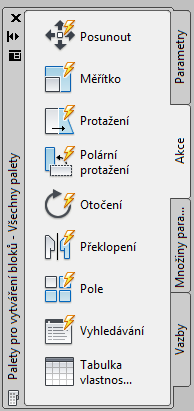 Posunout
Měřítko
Protažení
Polární
protažení
Otočení
Překlopení
Pole
Vyhledávání
Tabulka
vlastnos...
Parametry
Akce
Množiny para...
Vazby
Palety pro vytváření bloků - Všechny palety